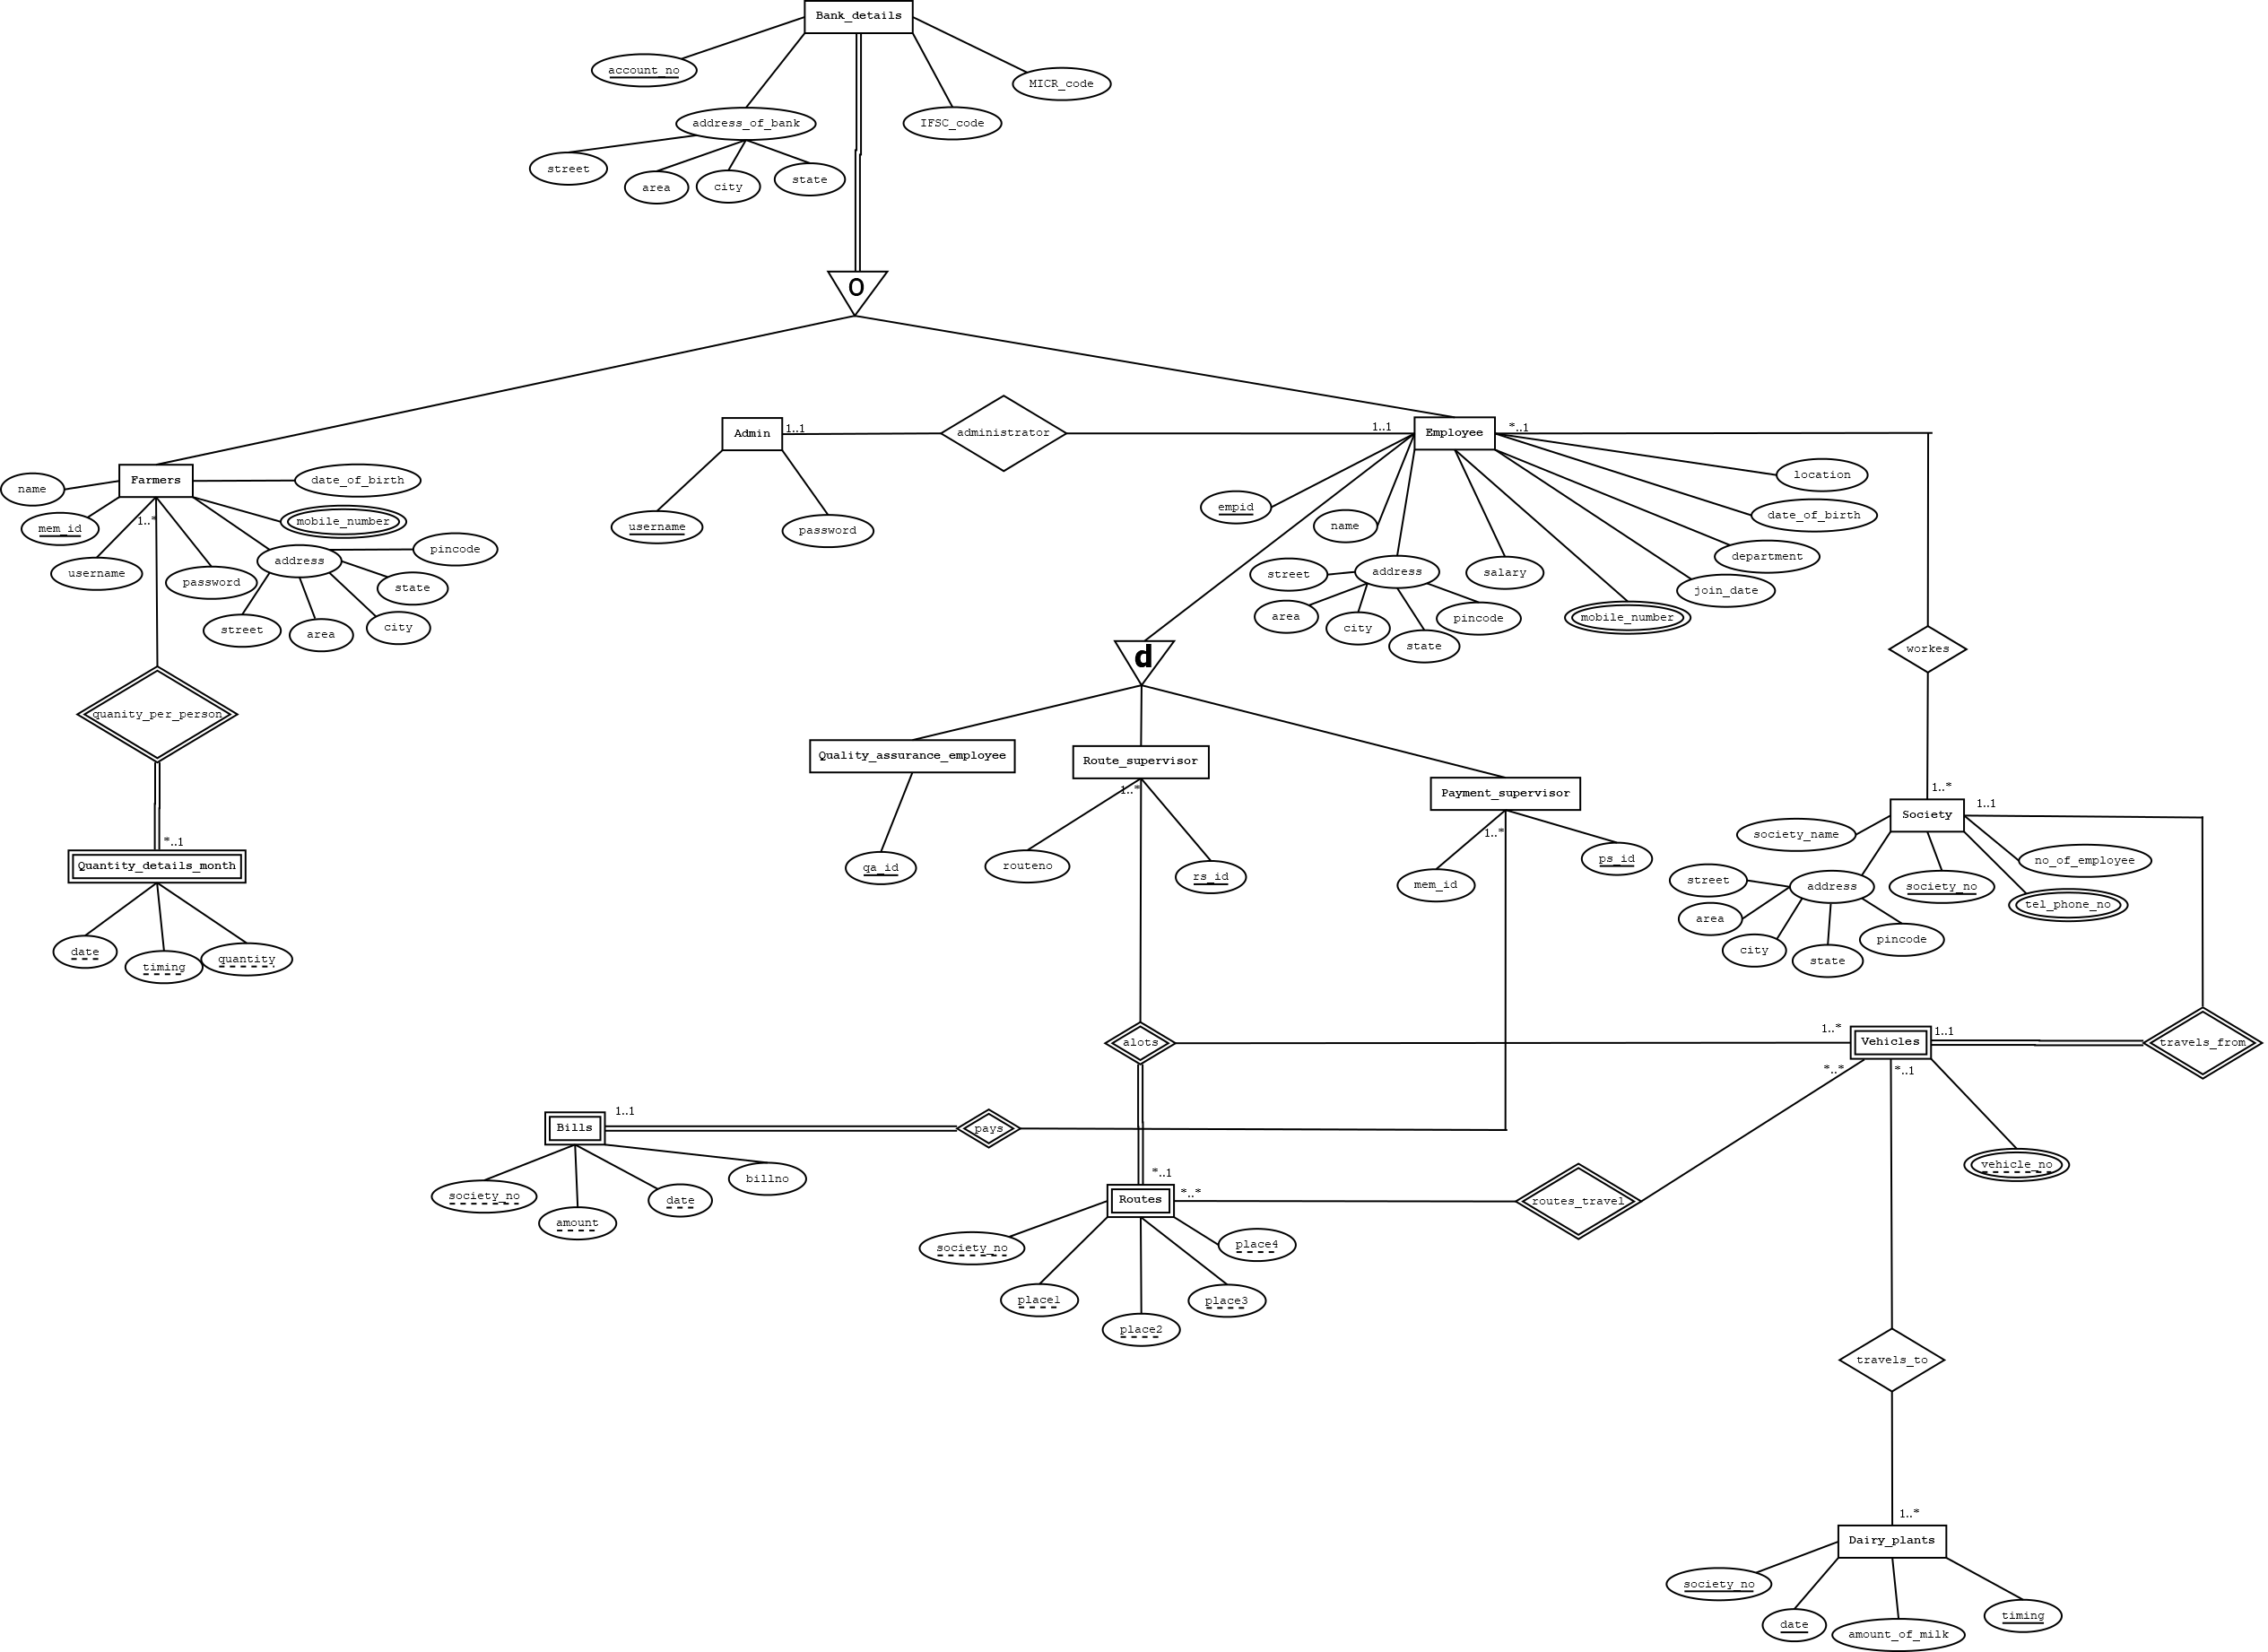 Bank_details
account_no
MICR_code
address_of_bank
IFSC_code
street
area
city
state
O
Admin
1..1
administrator
1..1
Employee
*..1
Farmers
name
date_of_birth
mem_id
1..*
mobile_number
username
password
address
pincode
state
street
area
city
username
password
empid
name
location
date_of_birth
department
join_date
street
address
salary
area
city
state
pincode
mobile_number
workes
d
quanity_per_person
Quality_assurance_employee
Route_supervisor
1..*
Payment_supervisor
1..*
1..*
1..1
Society
society_name
no_of_employee
street
address
society_no
tel_phone_no
area
city
state
pincode
*..1
Quantity_details_month
qa_id
routeno
rs_id
mem_id
ps_id
date
timing
quantity
alots
1..*
Vehicles
1..1
travels_from
*..*
*..1
Bills
1..1
pays
society_no
amount
date
billno
*..1
Routes
*..*
routes_travel
vehicle_no
society_no
place1
place2
place3
place4
travels_to
1..*
Dairy_plants
society_no
date
amount_of_milk
timing